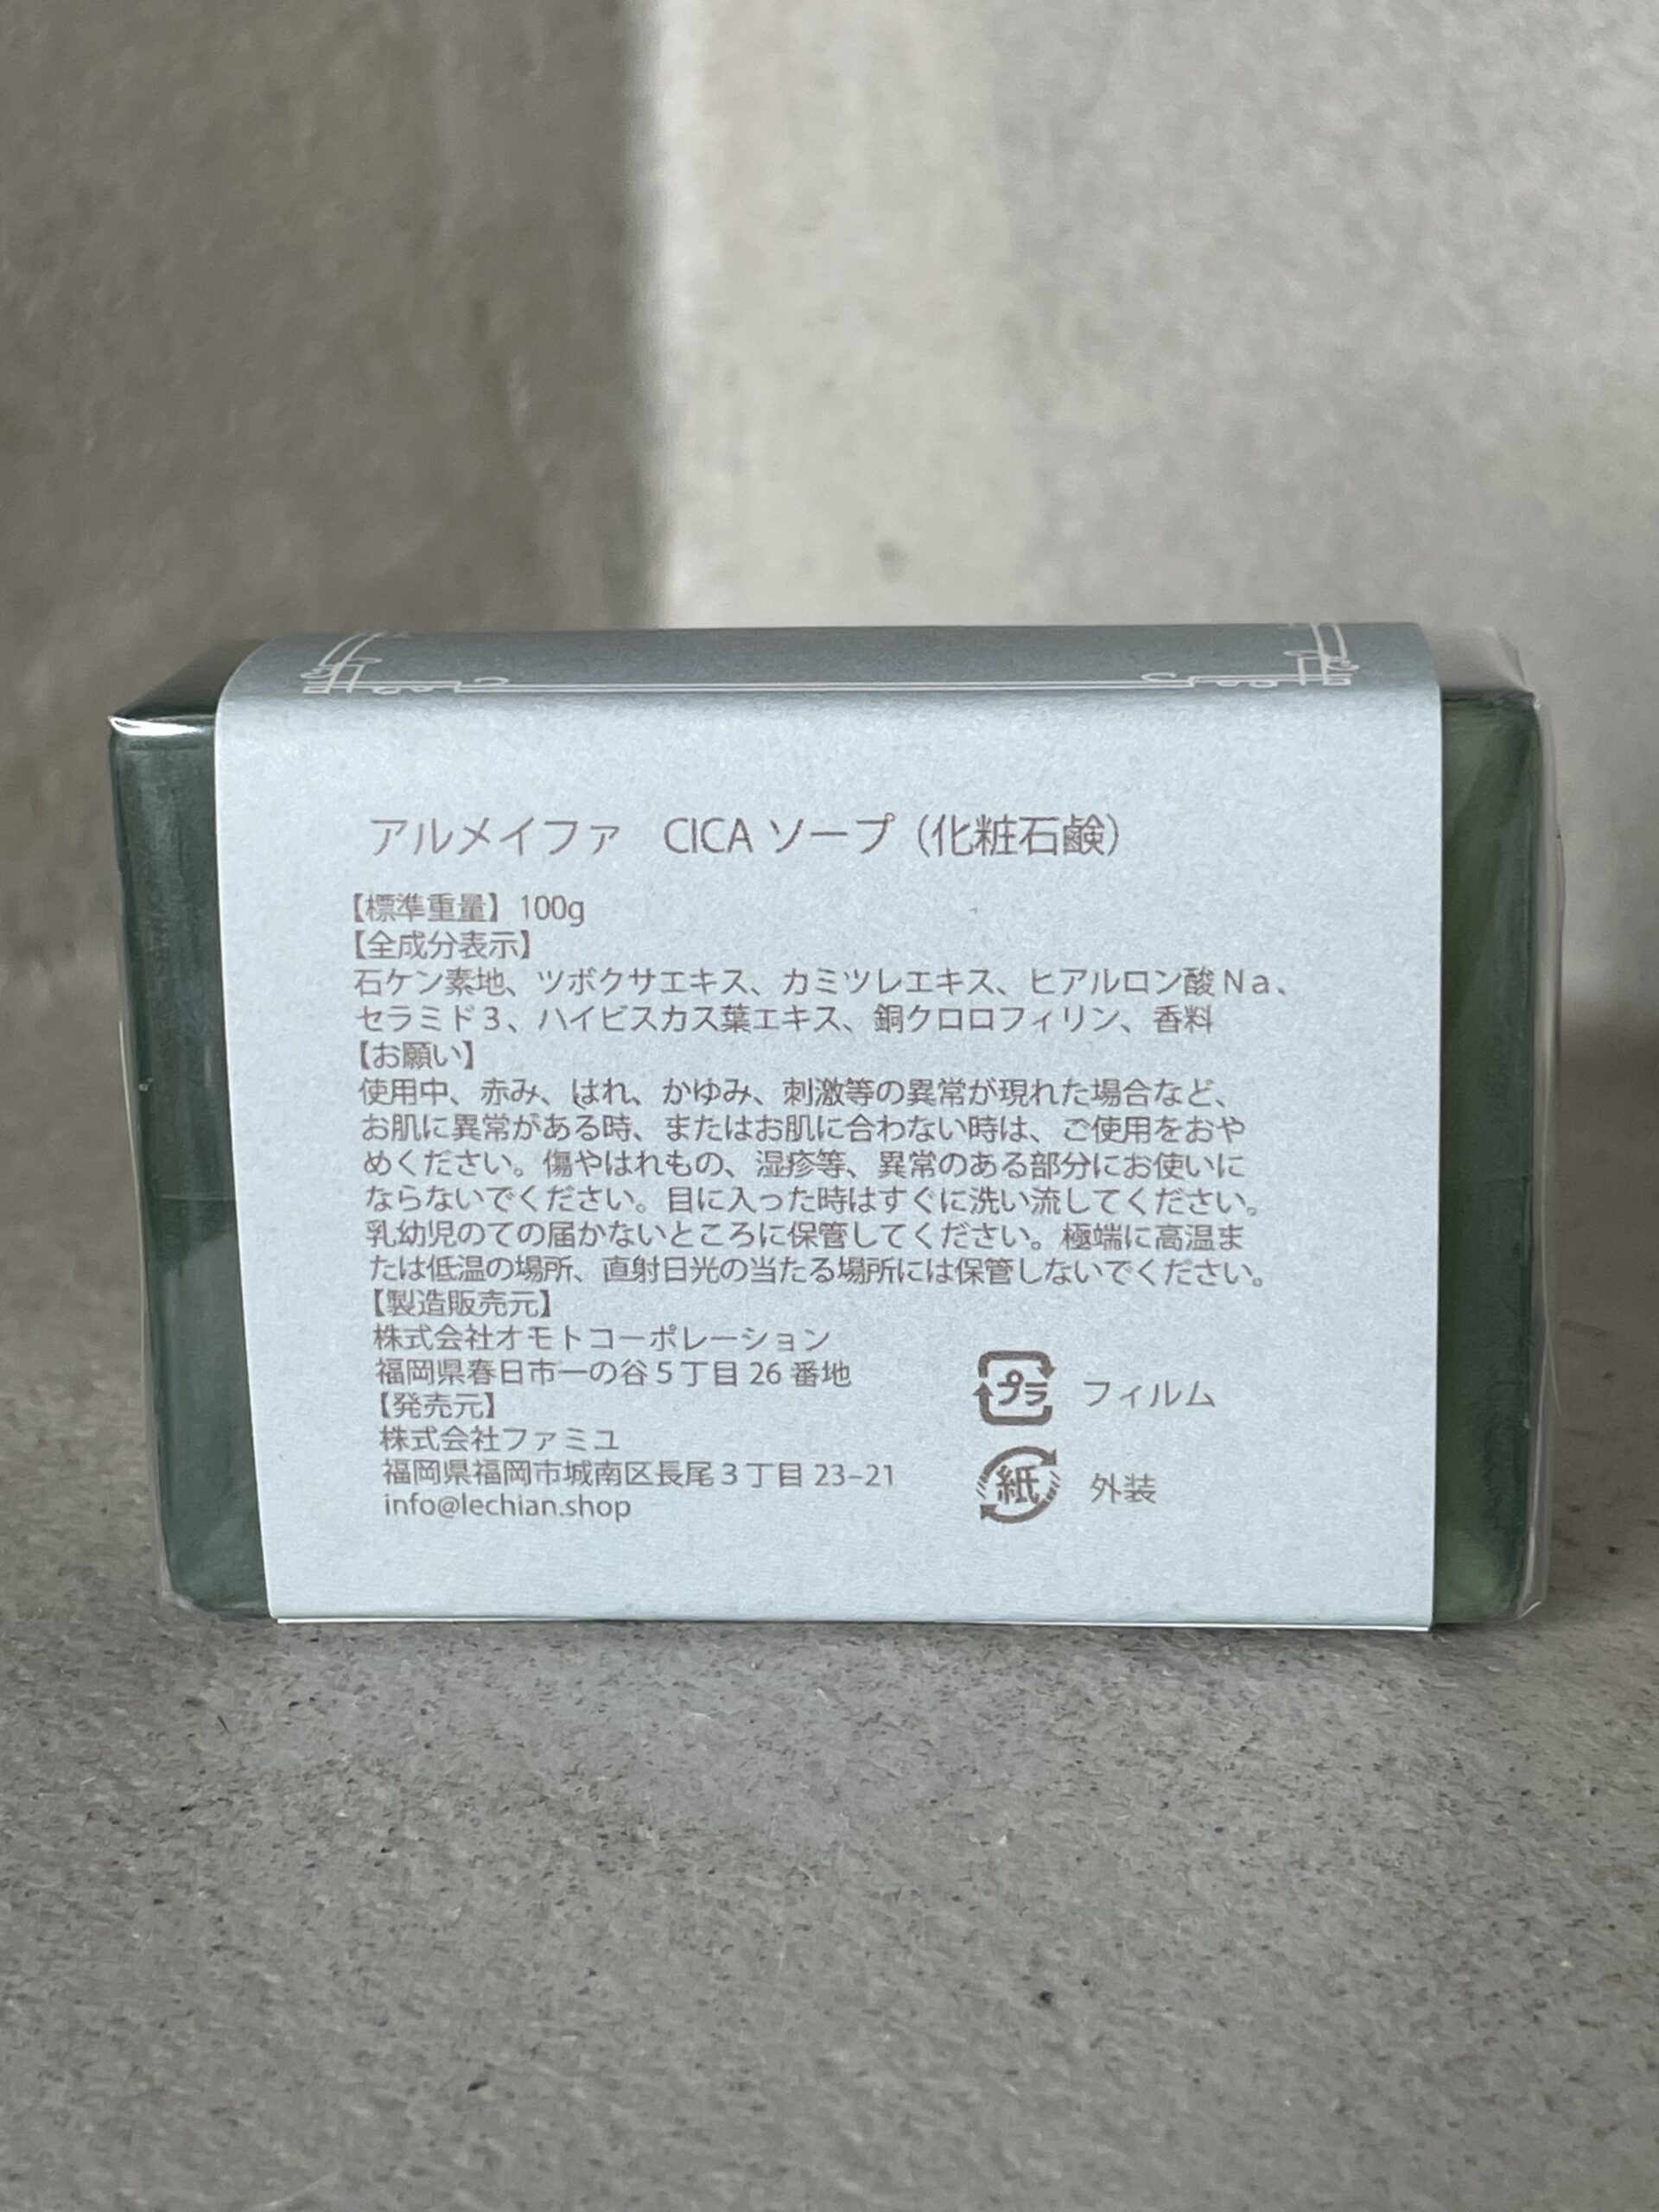 アルメイファ　CICA ソープ（化粧石鹸）
【標準重量】100g
【全成分表示】
石ケン素地、ツボクサエキス、カミツレエキス、ヒアルロン酸Ｎａ、
セラミド３、ハイビスカス葉エキス、銅クロロフィリン、香料
【お願い】
使用中、赤み、はれ、かゆみ、刺激等の異常が現れた場合など、
お肌に異常がある時、またはお肌に合わない時は、ご使用をおや
めください。傷やはれもの、湿疹等、異常のある部分にお使いに
ならないでください。目に入った時はすぐに洗い流してください。
乳幼児のての届かないところに保管してください。極端に高温ま
たは低温の場所、直射日光の当たる場所には保管しないでください。
【製造販売元】
株式会社オモトコーポレーション
福岡県春日市一の谷５丁目 26 番地
【発売元】
株式会社ファミユ
福岡県福岡市城南区長尾３丁目 23–21
info@lechian.shop
プラ フィルム
紙 外装